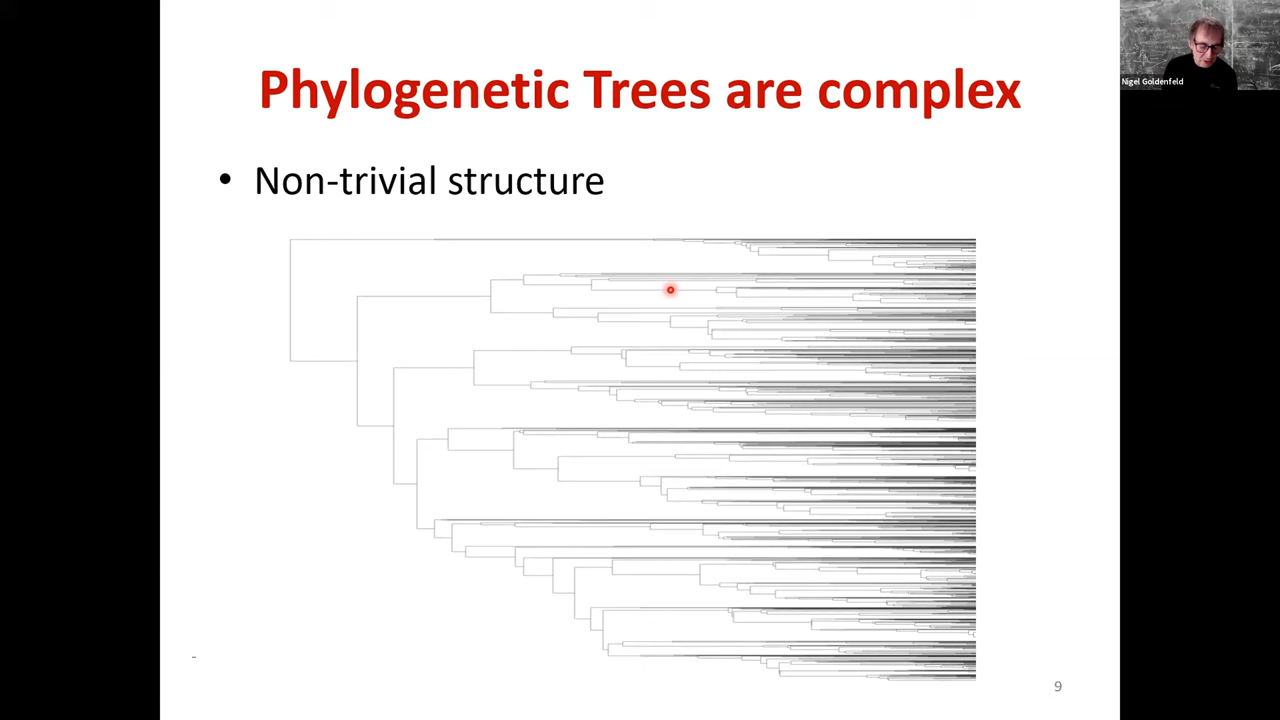 Phylogenetic Trees are complex
• Non-trivial structure
Nigel Goldenfeld
9